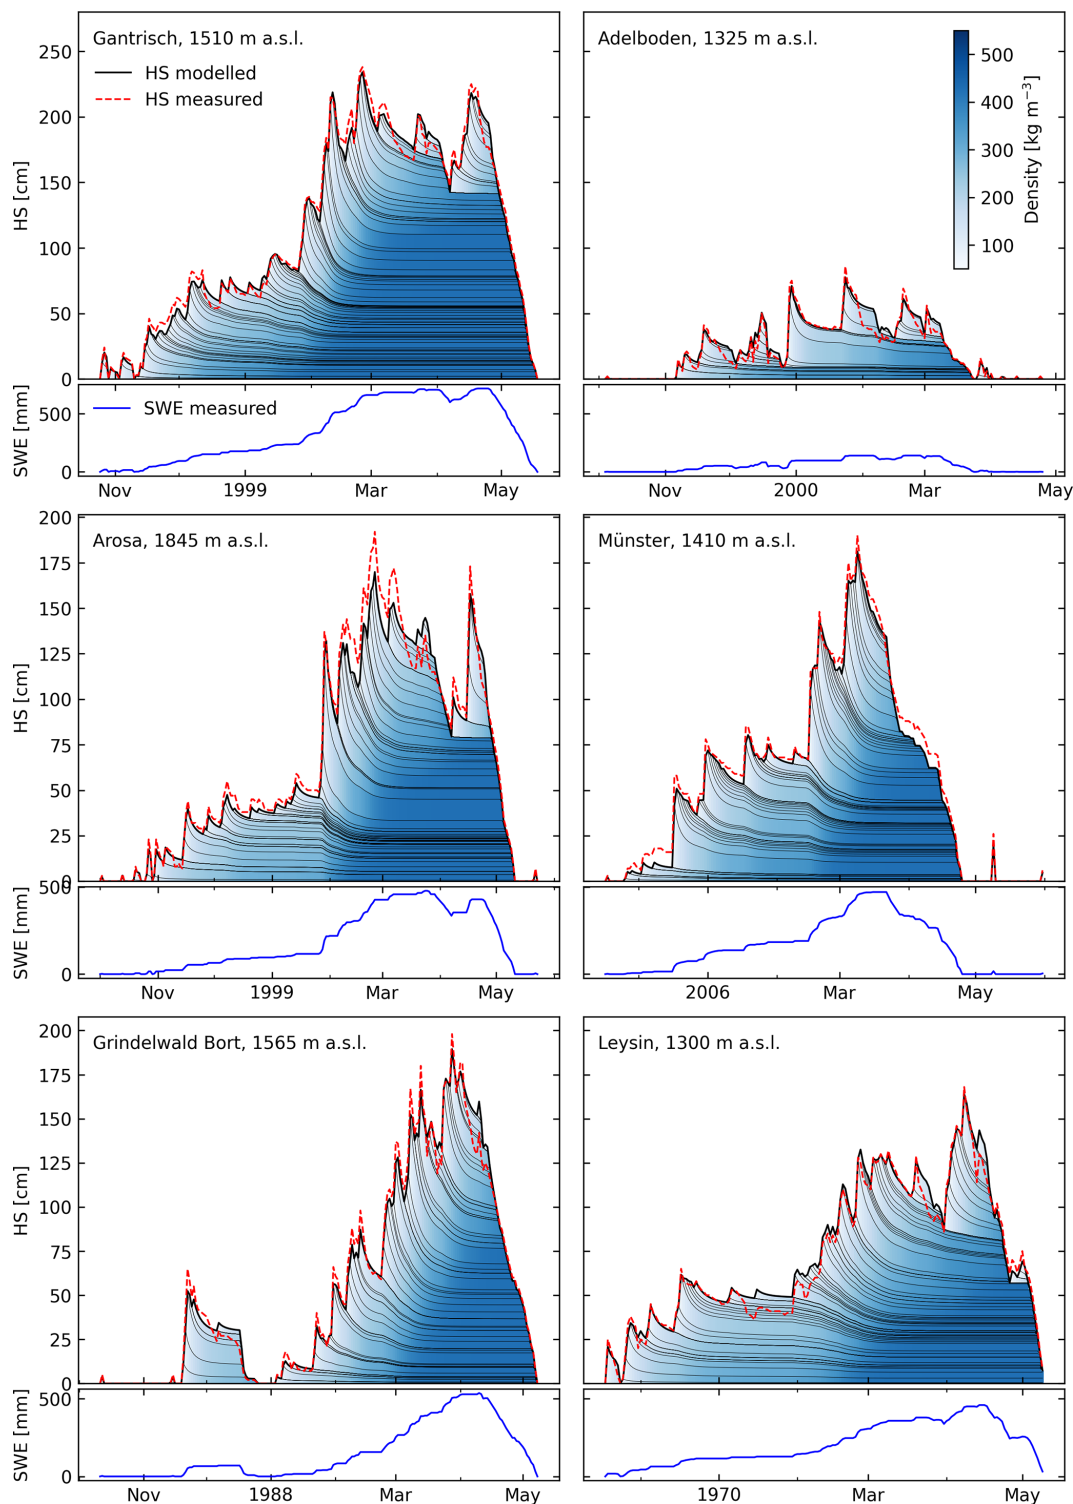 Gantrisch, 1510 m a.s.l.
HS modelled
HS measured
HS [cm]
250
200
150
100
50
0
SWE measured
SWE [mm]
500
0
Nov
1999
Mar
May
Adelboden, 1325 m a.s.l.
500
400
300
200
100
Density [kg m⁻³]
Nov
2000
Mar
May
Arosa, 1845 m a.s.l.
HS [cm]
200
175
150
125
100
75
50
25
0
SWE [mm]
500
0
Nov
1999
Mar
May
Münster, 1410 m a.s.l.
2006
Mar
May
Grindelwald Bort, 1565 m a.s.l.
HS [cm]
200
175
150
125
100
75
50
25
0
SWE [mm]
500
0
Nov
1988
Mar
May
Leysin, 1300 m a.s.l.
1970
Mar
May